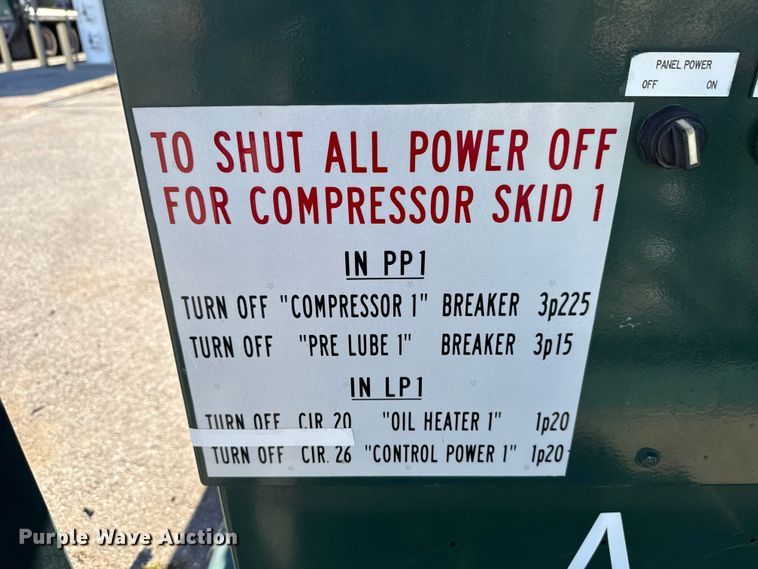 PANEL POWER
OFF ON
TO SHUT ALL POWER OFF
FOR COMPRESSOR SKID 1
IN PP1
TURN OFF "COMPRESSOR 1" BREAKER 3p225
TURN OFF "PRE LUBE 1" BREAKER 3p15
IN LP1
TURN OFF CIR. 20 "OIL HEATER 1" 1p20
TURN OFF CIR. 26 "CONTROL POWER 1" 1p20
Purple Wave Auction